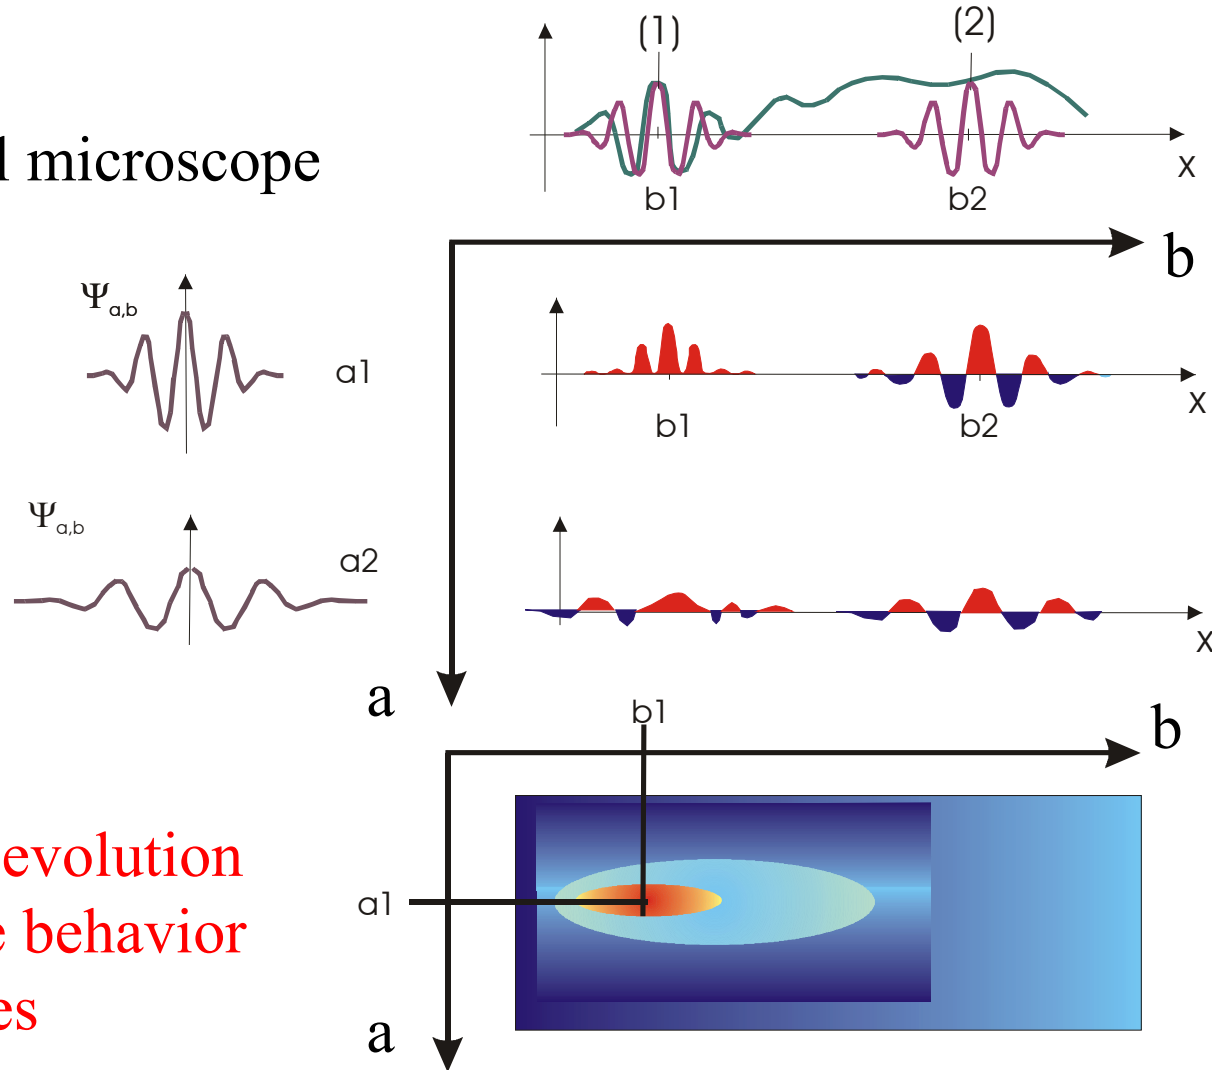 (1) (2)
l microscope
X
b1 b2
b
Ψa,b
a1
X
b1 b2
Ψa,b
a2
X
a
b1
b
evolution
a1
e behavior
es
a